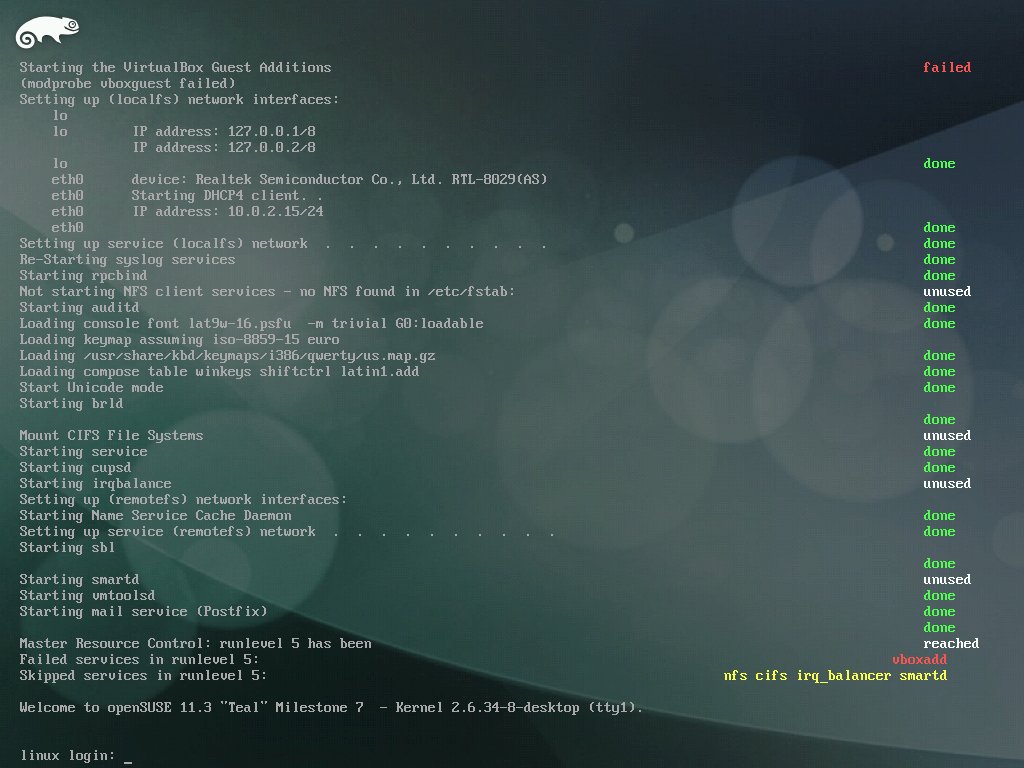 Starting the VirtualBox Guest Additions failed
(modprobe vboxguest failed)
Setting up (localfs) network interfaces:
lo
lo IP address: 127.0.0.1/8
IP address: 127.0.0.2/8
lo done
eth0 device: Realtek Semiconductor Co., Ltd. RTL-8029(AS)
eth0 Starting DHCP4 client. .
eth0 IP address: 10.0.2.15/24
eth0 done
Setting up service (localfs) network . . . . . . . . . . done
Re-Starting syslog services done
Starting rpcbind done
Not starting NFS client services - no NFS found in /etc/fstab: unused
Starting auditd done
Loading console font lat9w-16.psfu -m trivial G0:loadable done
Loading keymap assuming iso-8859-15 euro
Loading /usr/share/kbd/keymaps/i386/qwerty/us.map.gz done
Loading compose table winkeys shiftctrl latin1.add done
Start Unicode mode done
Starting brld
done
Mount CIFS File Systems unused
Starting service done
Starting cupsd done
Starting irqbalance unused
Setting up (remotefs) network interfaces:
Starting Name Service Cache Daemon done
Setting up service (remotefs) network . . . . . . . . . . done
Starting sbl
done
Starting smartd unused
Starting vmtoolsd done
Starting mail service (Postfix) done
done
Master Resource Control: runlevel 5 has been reached
Failed services in runlevel 5: vboxadd
Skipped services in runlevel 5: nfs cifs irq_balancer smartd
Welcome to openSUSE 11.3 "Teal" Milestone 7 - Kernel 2.6.34-8-desktop (tty1).
linux login: _